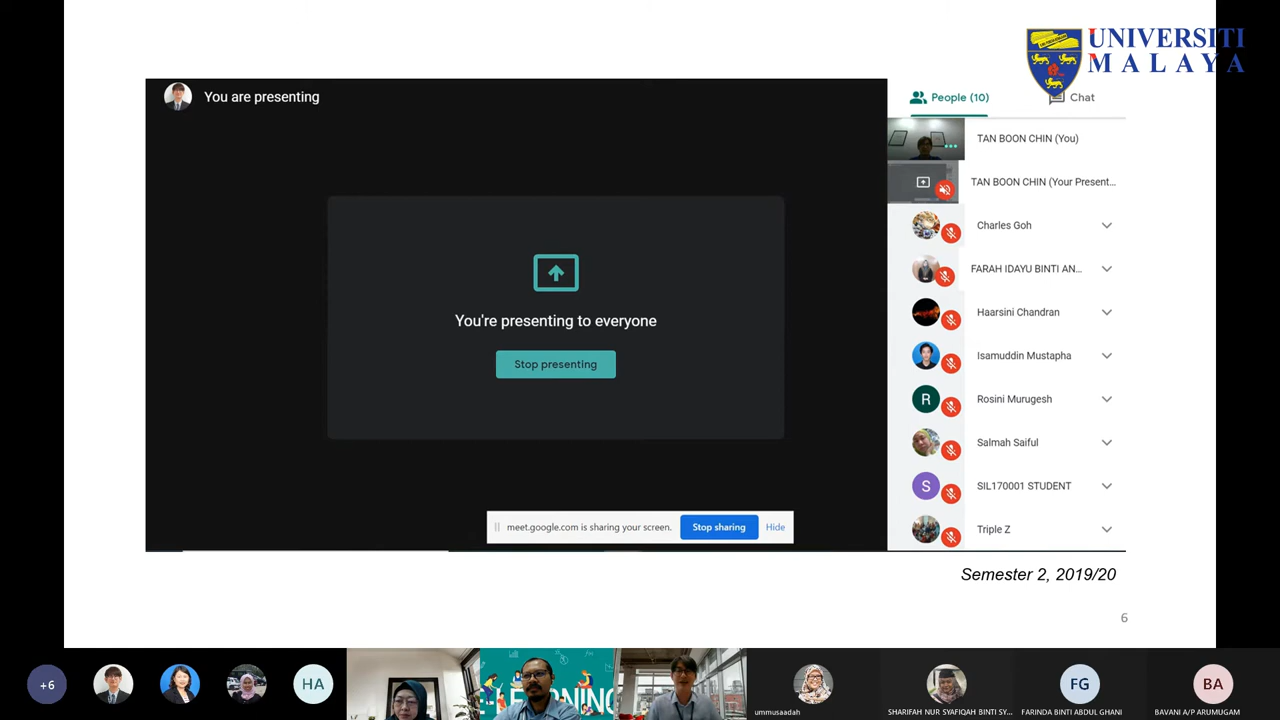 UNIVERSITI
MALAYA
You are presenting
People (10)
Chat
TAN BOON CHIN (You)
TAN BOON CHIN (Your Present...
Charles Goh
FARAH IDAYU BINTI AN...
Haarsini Chandran
You're presenting to everyone
Isamuddin Mustapha
Stop presenting
R
Rosini Murugesh
Salmah Saiful
S
SIL170001 STUDENT
meet.google.com is sharing your screen.
Stop sharing
Hide
Triple Z
Semester 2, 2019/20
6
+6
HA
FG
BA
ummusaadah
SHARIFAH NUR SYAFIQAH BINTI SY...
FARINDA BINTI ABDUL GHANI
BAVANI A/P ARUMUGAM